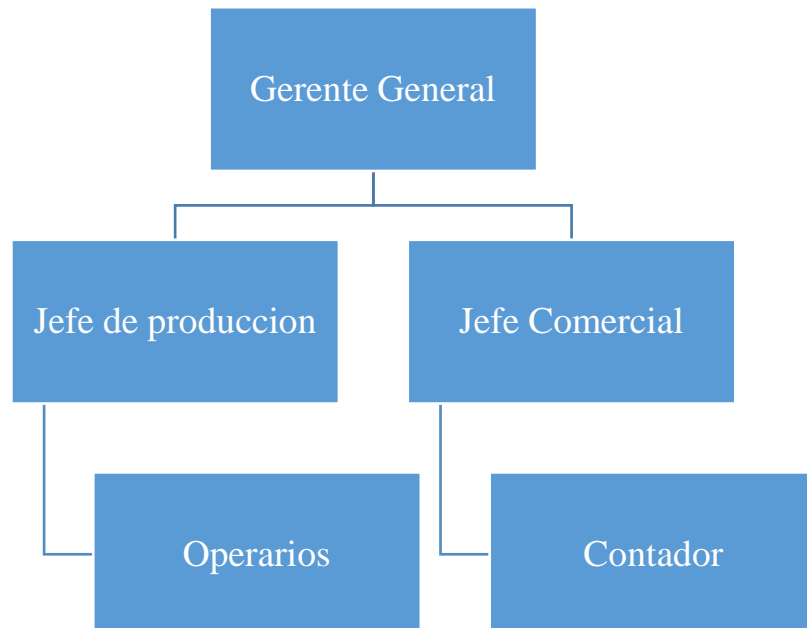 Gerente General
Jefe de produccion
Jefe Comercial
Operarios
Contador